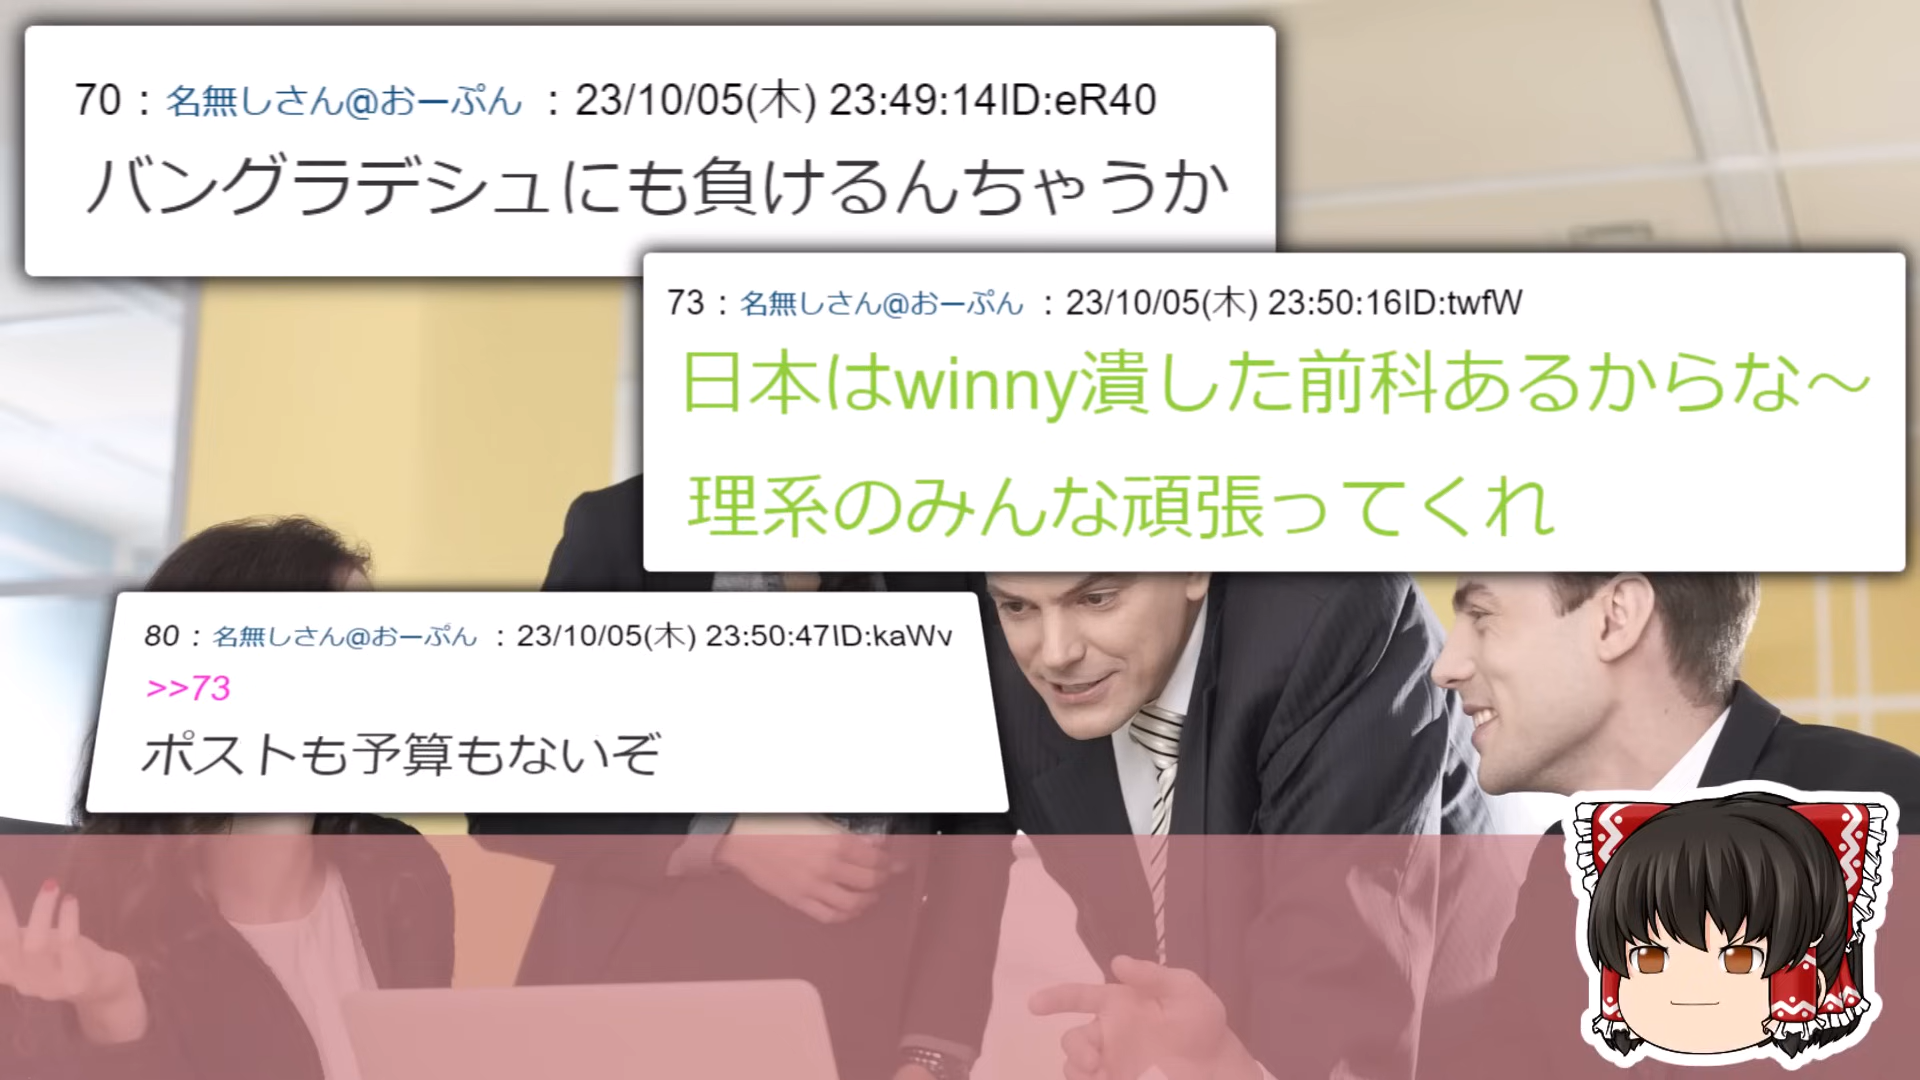 70 : 名無しさん@おーぷん : 23/10/05(木) 23:49:14ID:eR40
バングラデシュにも負けるんちゃうか
73 : 名無しさん@おーぷん : 23/10/05(木) 23:50:16ID:twfW
日本はwinny潰した前科あるからな～
理系のみんな頑張ってくれ
80 : 名無しさん@おーぷん : 23/10/05(木) 23:50:47ID:kaWv
>>73
ポストも予算もないぞ